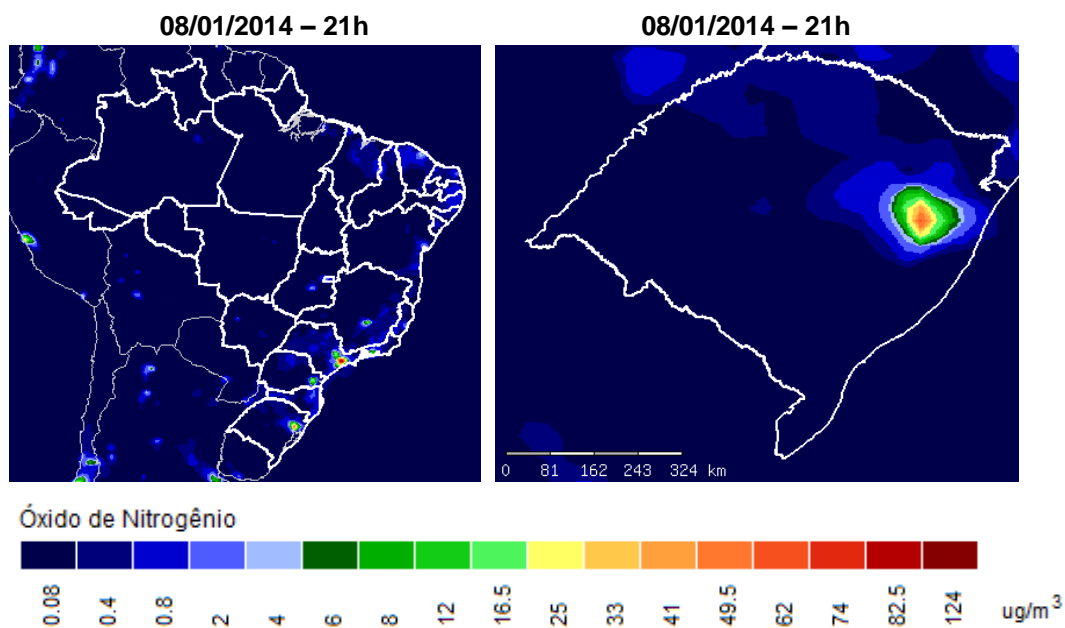 08/01/2014 – 21h
08/01/2014 – 21h
0 81 162 243 324 km
Óxido de Nitrogênio
0.08 0.4 0.8 2 4 6 8 12 16.5 25 33 41 49.5 62 74 82.5 124 ug/m³